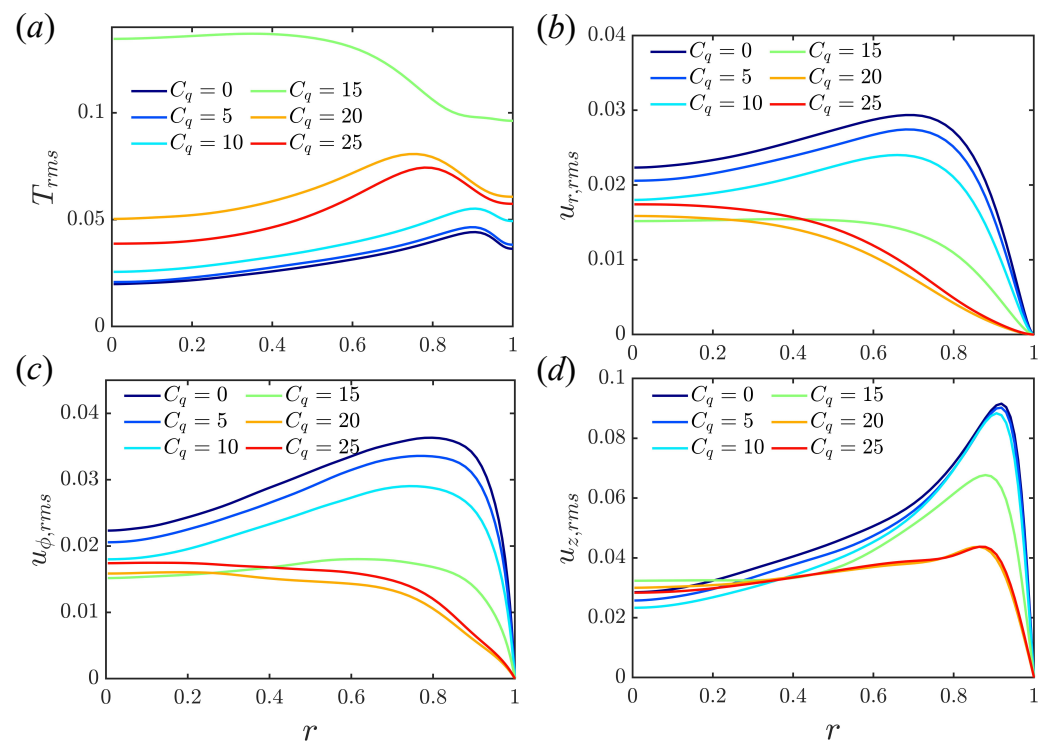 (a)
T_{rms}
0.1
0.05
0
C_q = 0
C_q = 15
C_q = 5
C_q = 20
C_q = 10
C_q = 25
0 0.2 0.4 0.6 0.8 1
(b)
u_{r,rms}
0.04
0.03
0.02
0.01
0
C_q = 0
C_q = 15
C_q = 5
C_q = 20
C_q = 10
C_q = 25
0 0.2 0.4 0.6 0.8 1
(c)
u_{ϕ,rms}
0.04
0.03
0.02
0.01
0
C_q = 0
C_q = 15
C_q = 5
C_q = 20
C_q = 10
C_q = 25
0 0.2 0.4 0.6 0.8 1
r
(d)
u_{z,rms}
0.1
0.08
0.06
0.04
0.02
0
C_q = 0
C_q = 15
C_q = 5
C_q = 20
C_q = 10
C_q = 25
0 0.2 0.4 0.6 0.8 1
r